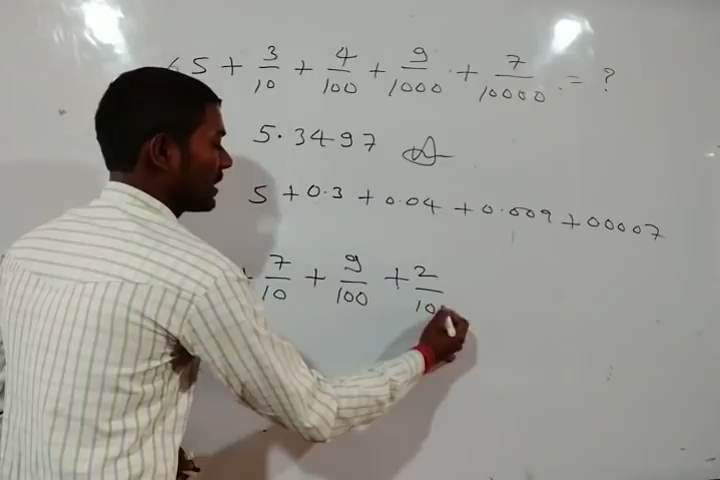 65 + 3/10 + 4/100 + 9/1000 + 7/10000 = ?
5.3497
5 + 0.3 + 0.04 + 0.009 + 00007
+ 7/10 + 9/100 + 2/10